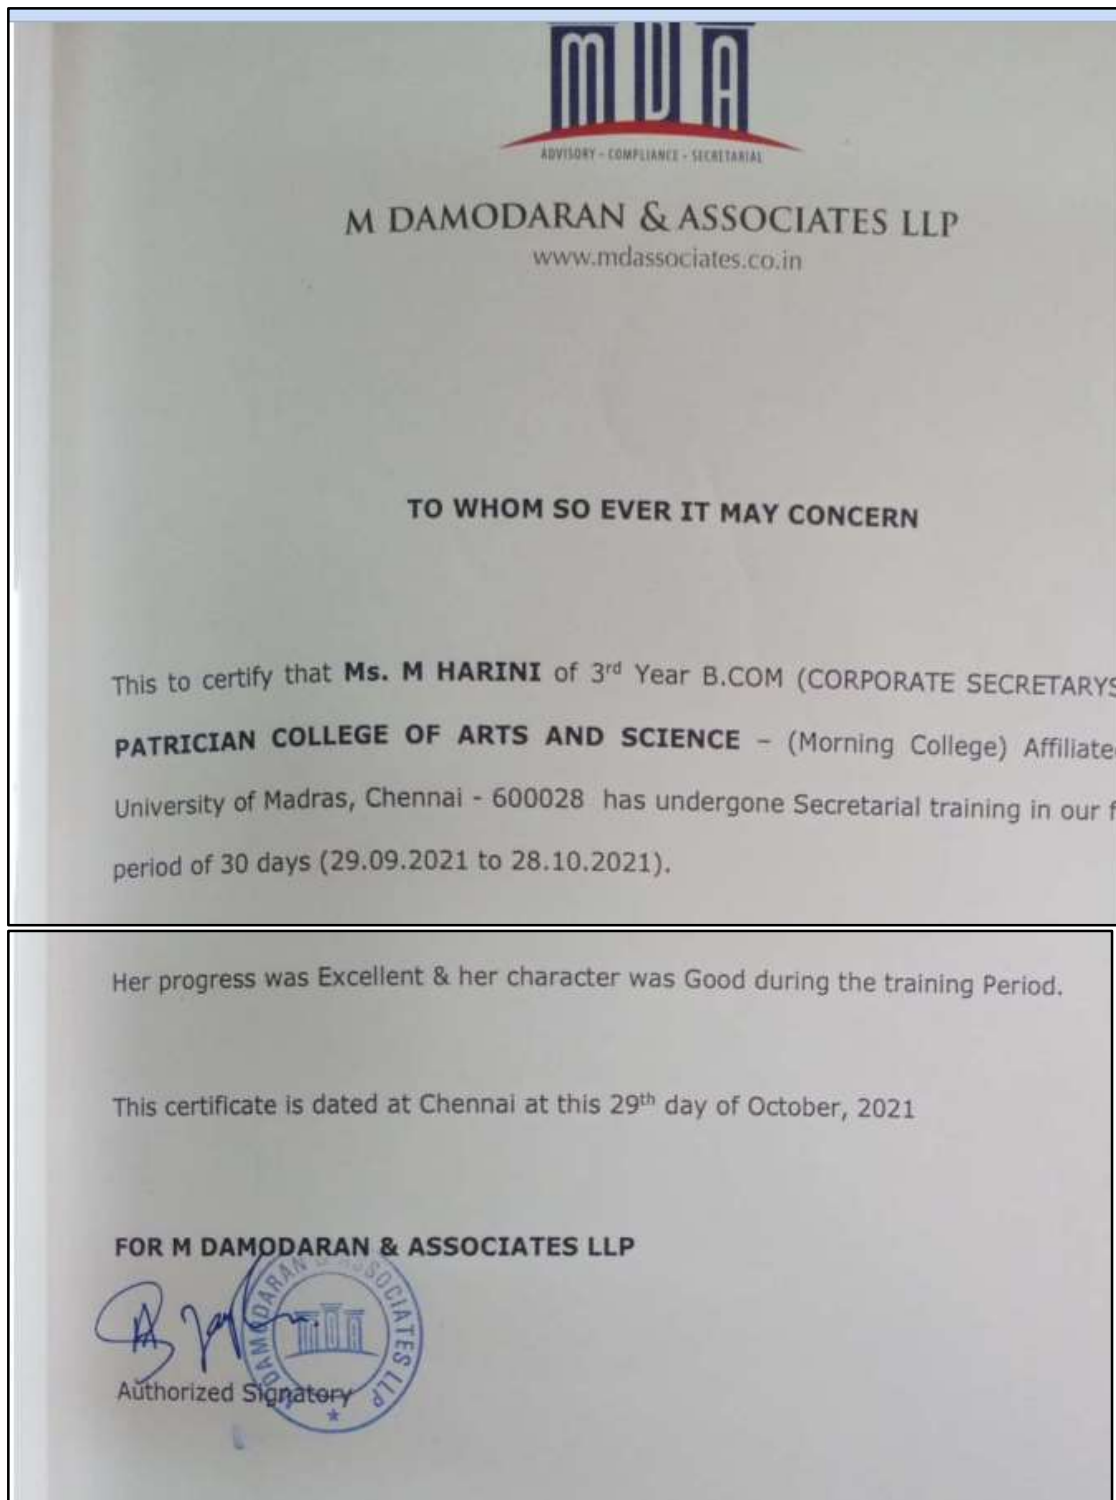 MDA
ADVISORY - COMPLIANCE - SECRETARIAL
M DAMODARAN & ASSOCIATES LLP
www.mdassociates.co.in
TO WHOM SO EVER IT MAY CONCERN
This to certify that Ms. M HARINI of 3rd Year B.COM (CORPORATE SECRETARYS
PATRICIAN COLLEGE OF ARTS AND SCIENCE – (Morning College) Affiliate
University of Madras, Chennai - 600028 has undergone Secretarial training in our f
period of 30 days (29.09.2021 to 28.10.2021).
Her progress was Excellent & her character was Good during the training Period.
This certificate is dated at Chennai at this 29th day of October, 2021
FOR M DAMODARAN & ASSOCIATES LLP
M DAMODARAN & ASSOCIATES LLP
Authorized Signatory